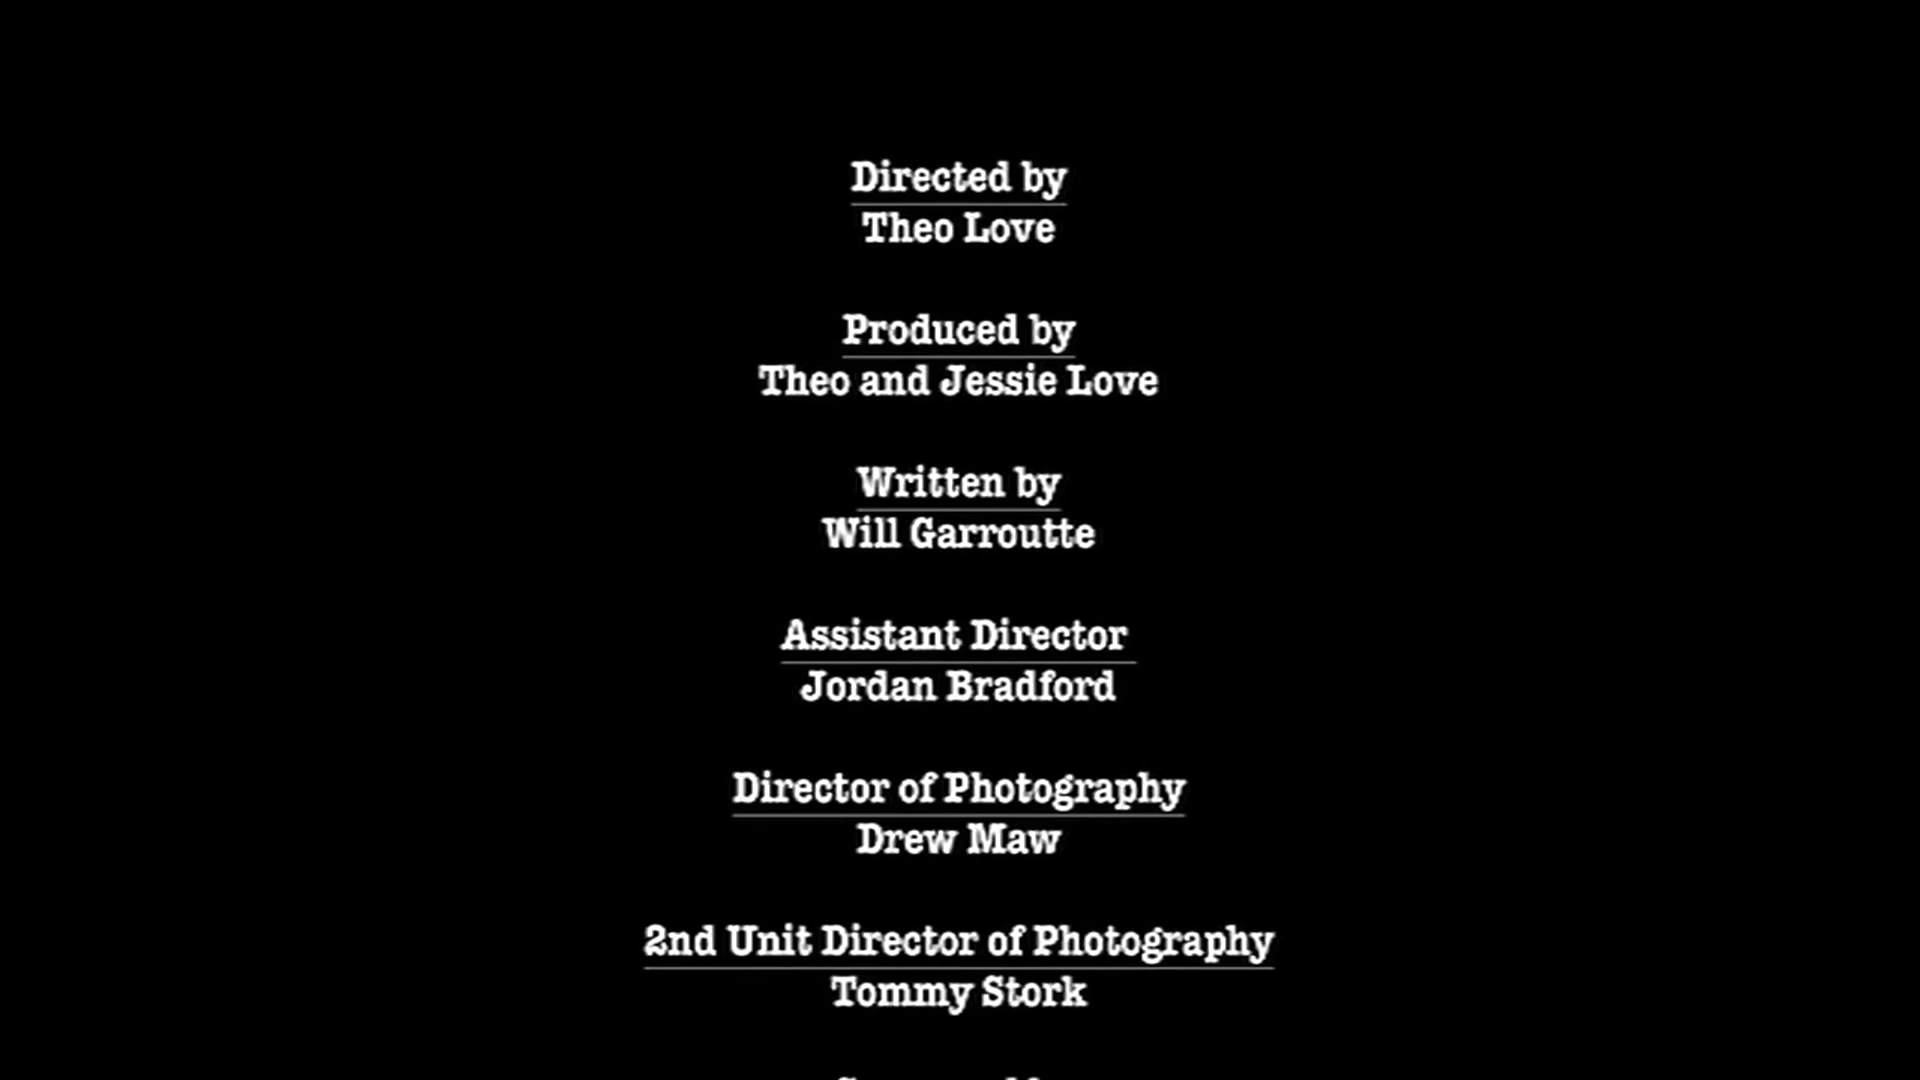 Directed by
Theo Love
Produced by
Theo and Jessie Love
Written by
Will Garroutte
Assistant Director
Jordan Bradford
Director of Photography
Drew Maw
2nd Unit Director of Photography
Tommy Stork